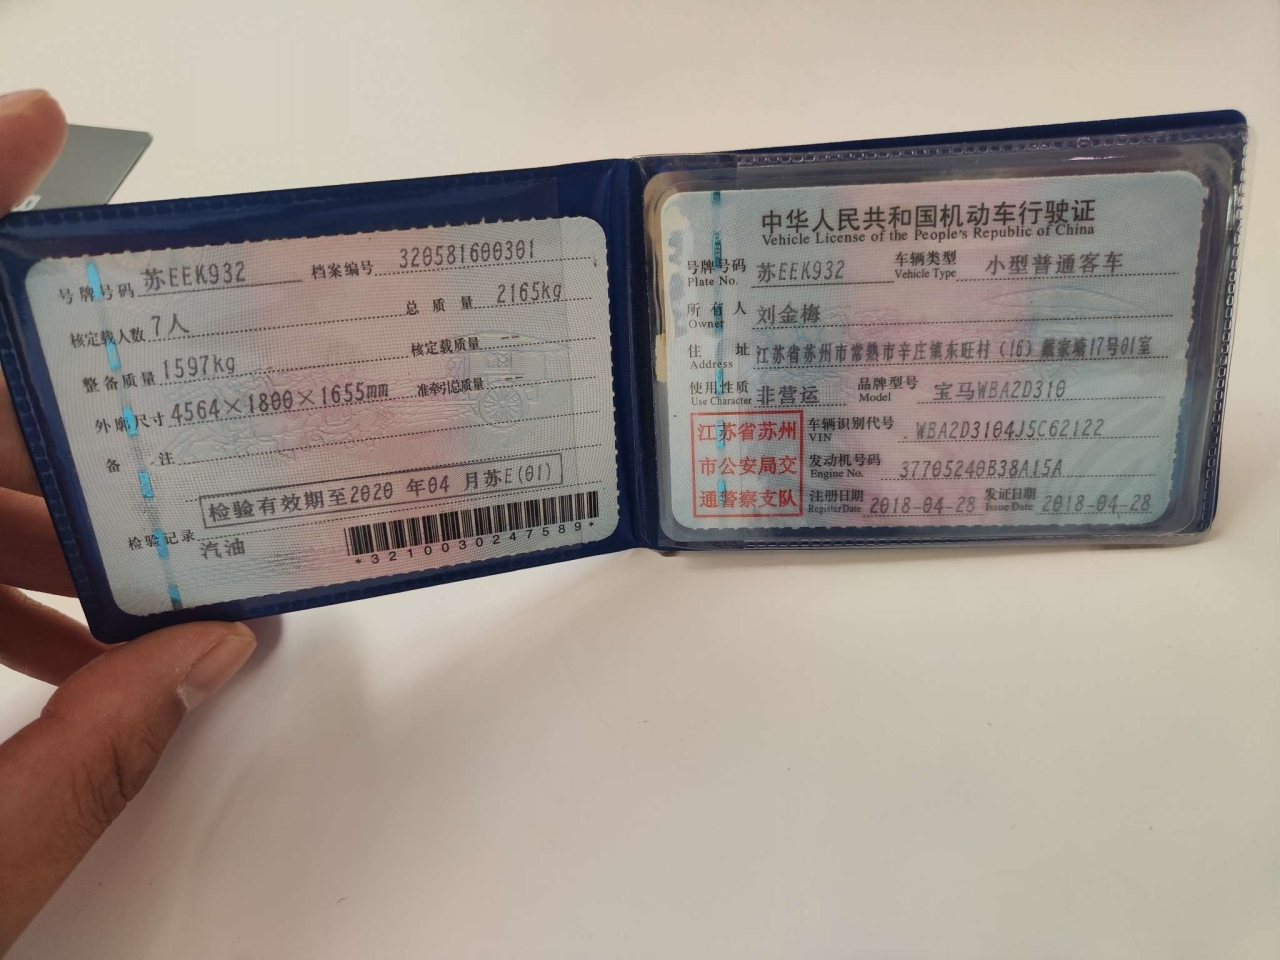 苏EEK932
号牌号码
档案编号 320581600301
核定载人数 7人
总质量 2165kg
整备质量 1597kg
核定载质量
外廓尺寸 4564×1800×1655mm
准牵引总质量
备注
检验有效期至2020 年04 月苏E(01)
检验记录
汽油
*3210030247589*
中华人民共和国机动车行驶证
Vehicle License of the People's Republic of China
号牌号码 苏EEK932 车辆类型 小型普通客车
Plate No. Vehicle Type
所有人 刘金梅
Owner
住址 江苏省苏州市常熟市辛庄镇东旺村(16)戴家塘17号01室
Address
使用性质 非营运 品牌型号 宝马WBA2D310
Use Character Model
江苏省苏州
市公安局交
通警察支队
车辆识别代号 WBA2D3104J5C62122
VIN
发动机号码 37705240B38A15A
Engine No.
注册日期 2018-04-28 发证日期 2018-04-28
Register Date Issue Date